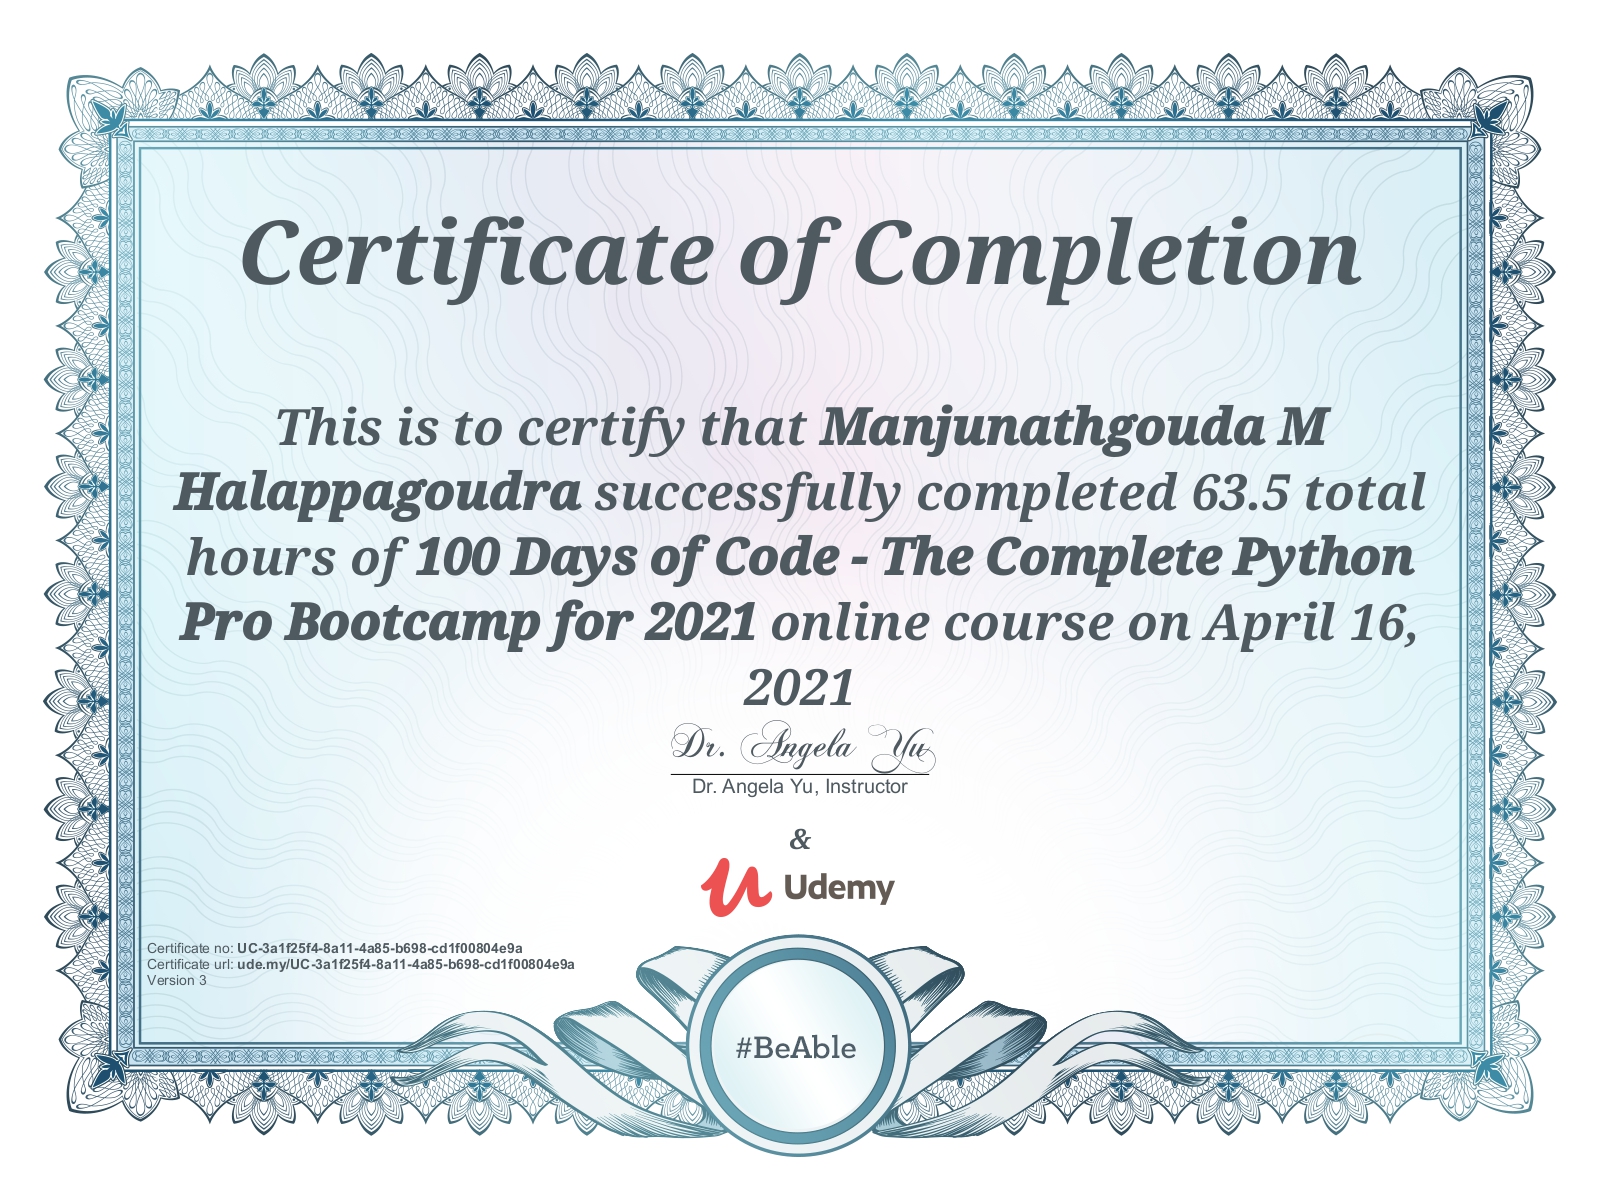 Certificate of Completion
This is to certify that Manjunathgouda M
Halappagoudra successfully completed 63.5 total
hours of 100 Days of Code - The Complete Python
Pro Bootcamp for 2021 online course on April 16,
2021
Dr. Angela Yu
Dr. Angela Yu, Instructor
&
Udemy
Certificate no: UC-3a1f25f4-8a11-4a85-b698-cd1f00804e9a
Certificate url: ude.my/UC-3a1f25f4-8a11-4a85-b698-cd1f00804e9a
Version 3
#BeAble